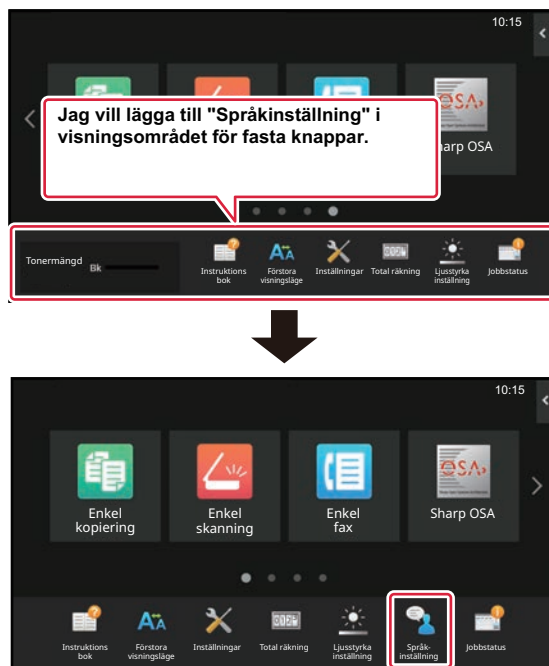 10:15
Jag vill lägga till "Språkinställning" i
visningsområdet för fasta knappar.
arp OSA
Tonermängd
Bk
Instruktions
bok
Förstora
visningsläge
Inställningar
Total räkning
Ljusstyrka
inställning
Jobbstatus
10:15
Enkel
kopiering
Enkel
skanning
Enkel
fax
Sharp OSA
Instruktions
bok
Förstora
visningsläge
Inställningar
Total räkning
Ljusstyrka
inställning
Språk-
inställning
Jobbstatus